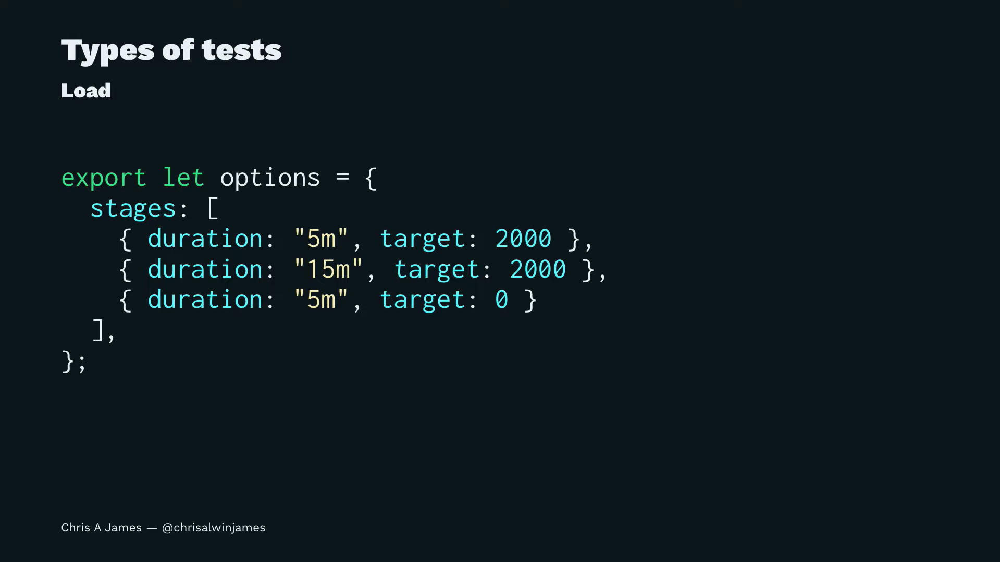 Types of tests
Load
export let options = {
  stages: [
    { duration: "5m", target: 2000 },
    { duration: "15m", target: 2000 },
    { duration: "5m", target: 0 }
  ],
};
Chris A James — @chrisalwinjames